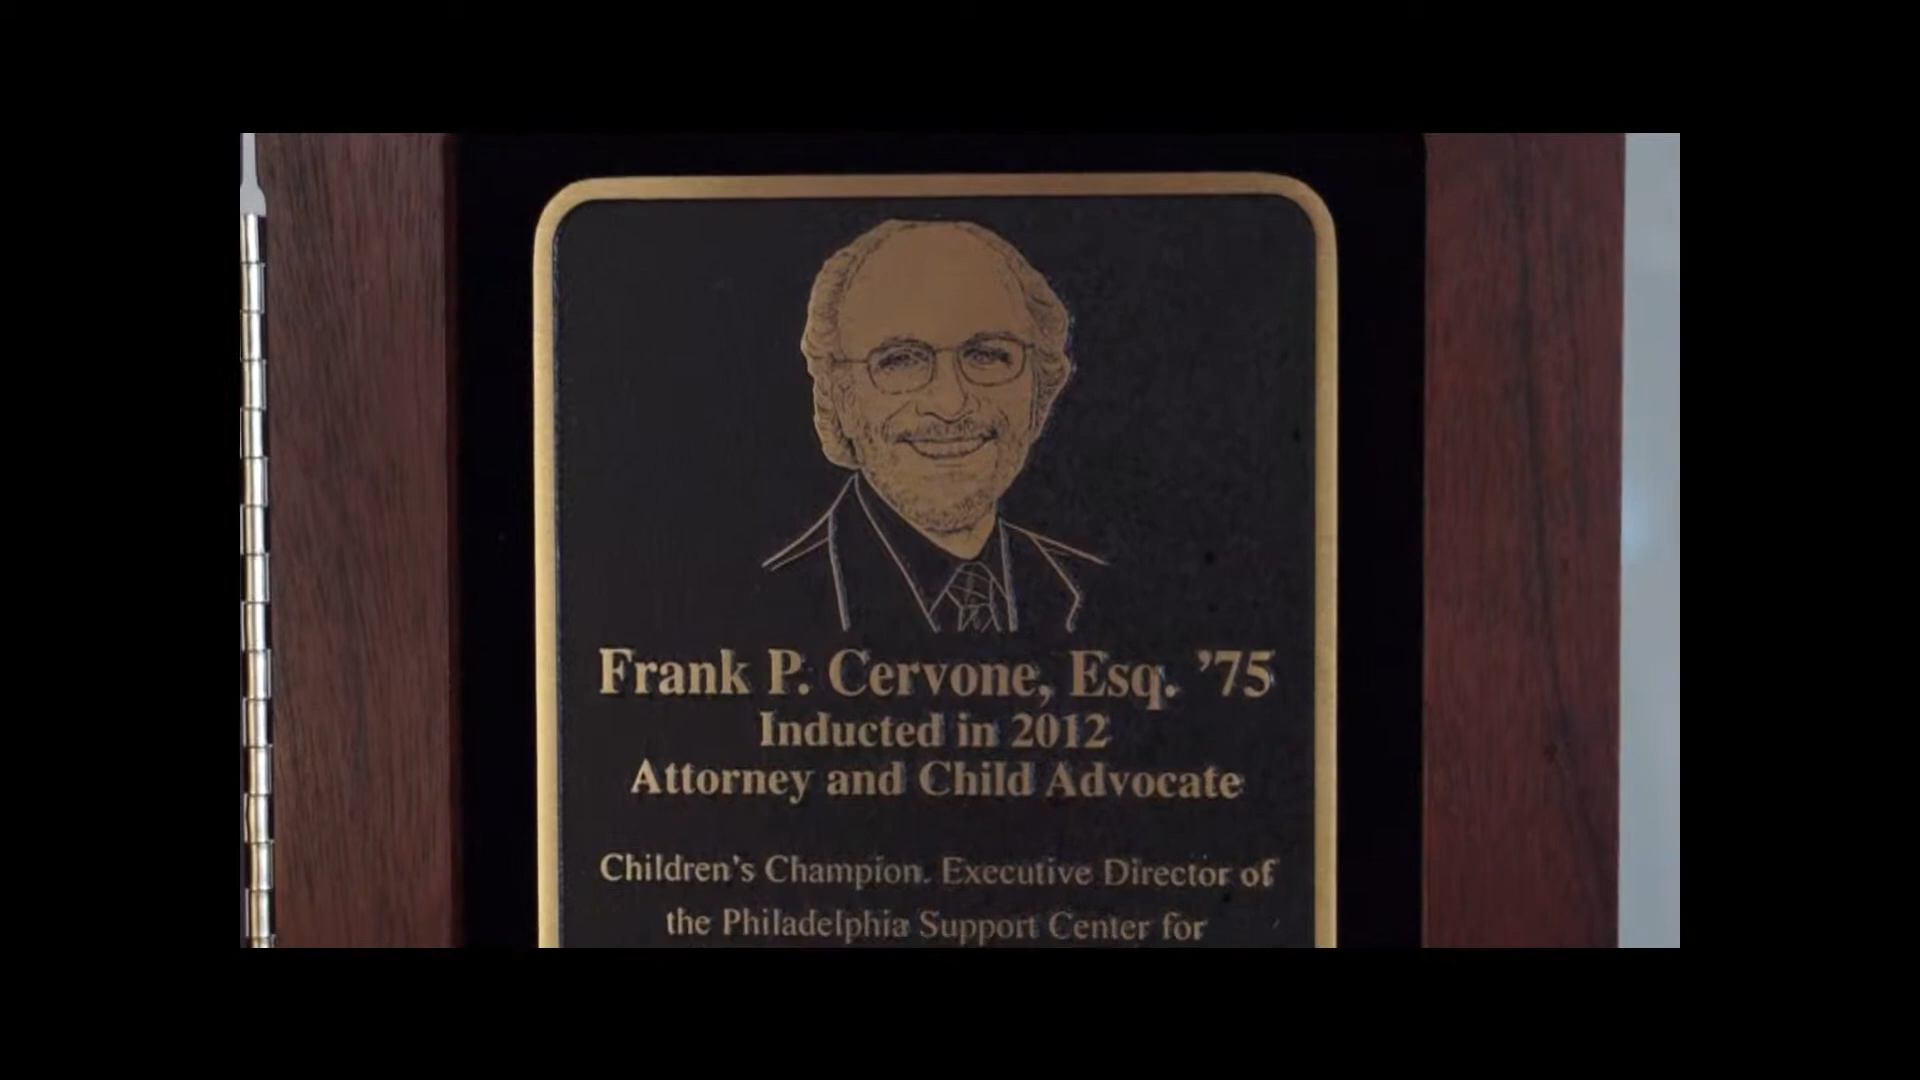 Frank P. Cervone, Esq. ’75
Inducted in 2012
Attorney and Child Advocate
Children’s Champion. Executive Director of
the Philadelphia Support Center for